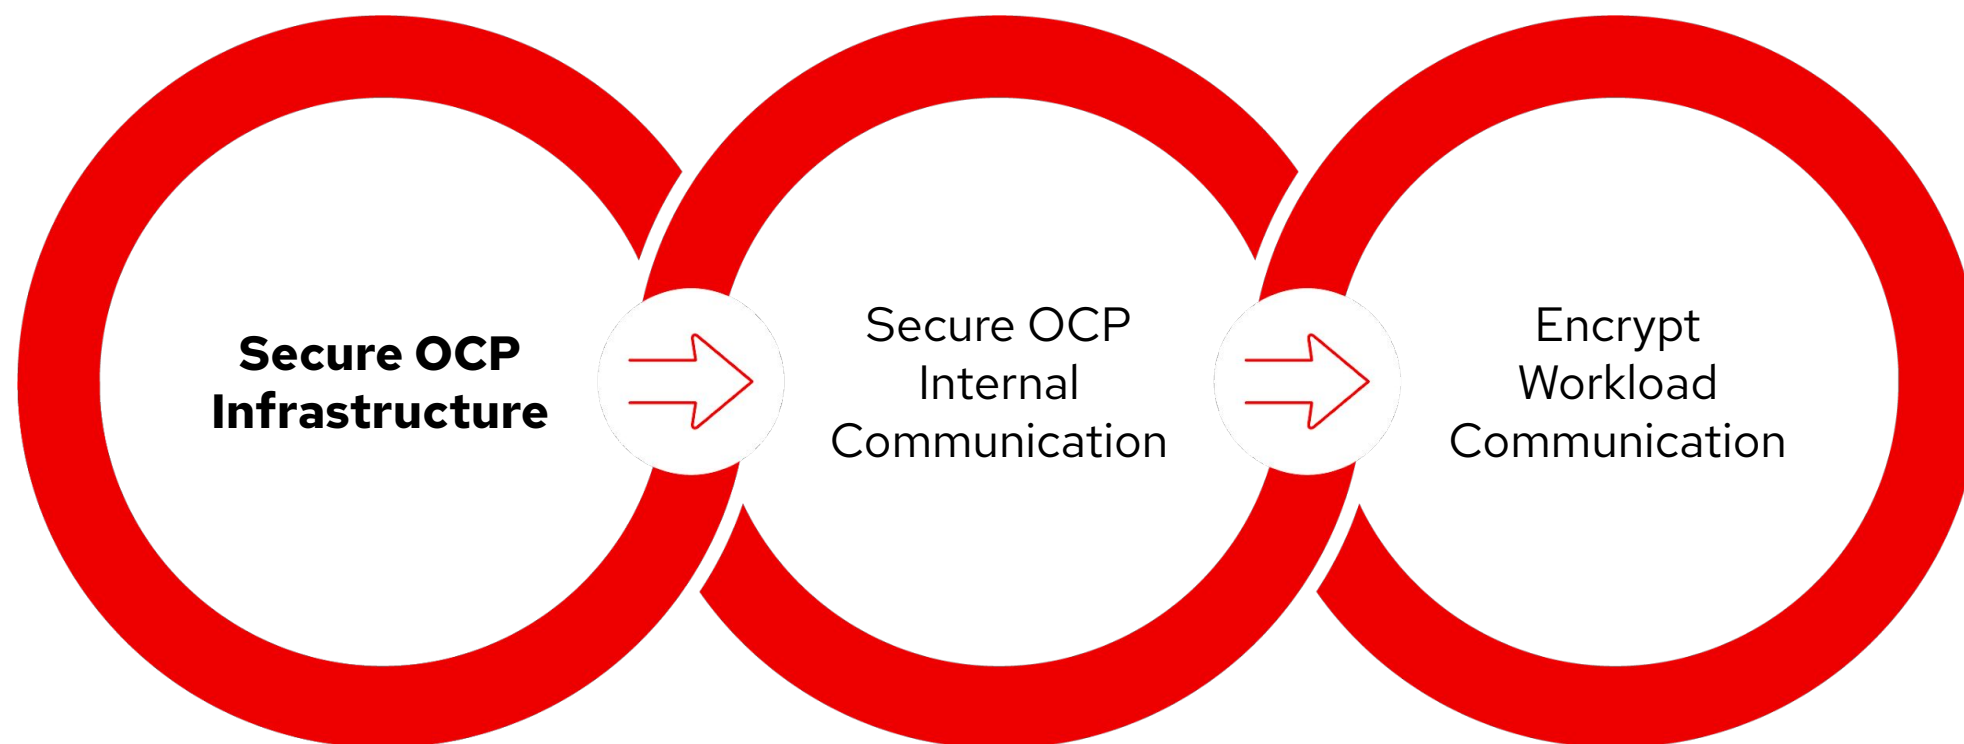 Secure OCP
Infrastructure
Secure OCP
Internal
Communication
Encrypt
Workload
Communication